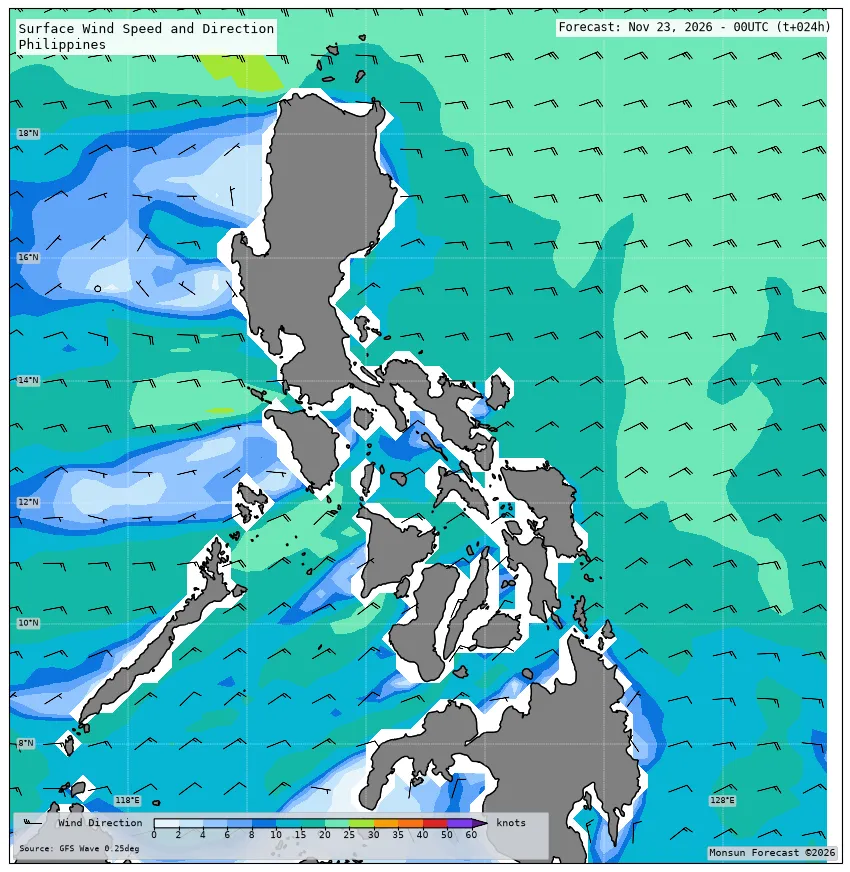 Surface Wind Speed and Direction
Philippines
Forecast: Nov 23, 2026 - 00UTC (t+024h)
18°N
16°N
14°N
12°N
10°N
8°N
118°E
128°E
Wind Direction
0 2 4 6 8 10 15 20 25 30 35 40 50 60
knots
Source: GFS Wave 0.25deg
Monsun Forecast ©2026